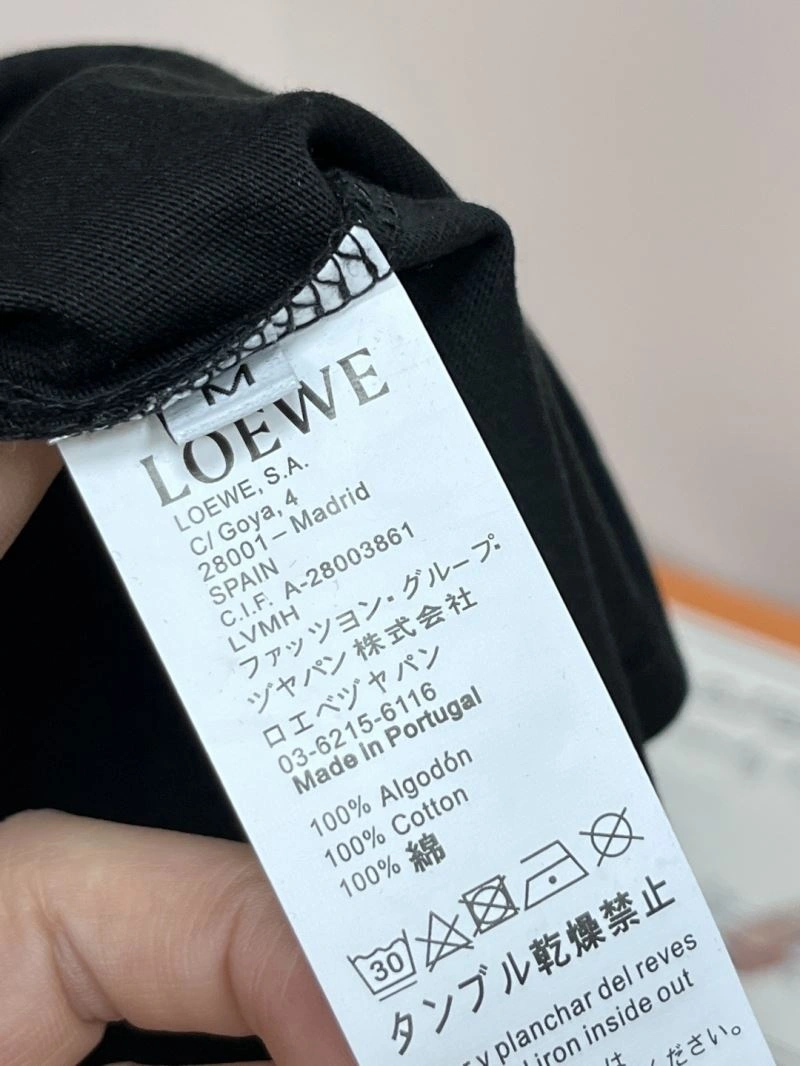 M
LOEWE
LOEWE, S.A.
C/ Goya, 4
28001 – Madrid
SPAIN
C.I.F. A-28003861
LVMH
ファッツヨン・グループ・
ヅヤパン株式会社
ロエベヅヤパン
03-6215-6116
Made in Portugal
100% Algodón
100% Cotton
100% 綿
30
タンブル乾燥禁止
y planchar del reves
iron inside out
ください。